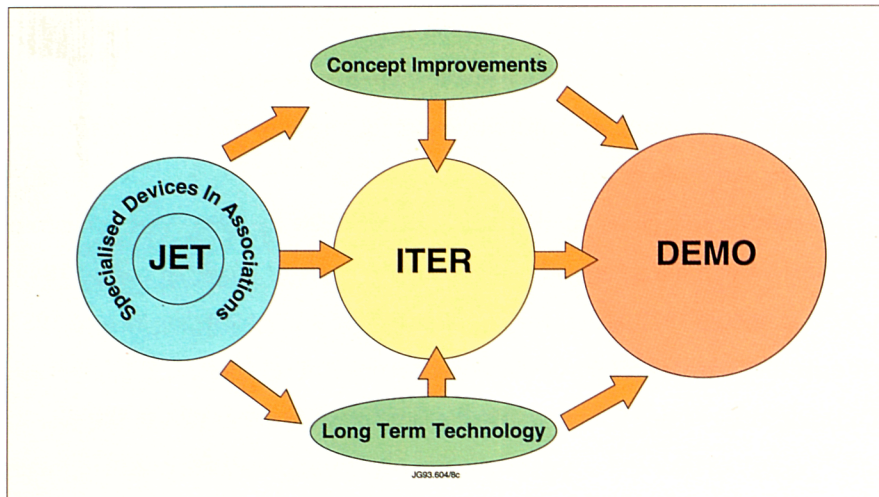 Concept Improvements
Specialised Devices In Associations
JET
ITER
DEMO
Long Term Technology
JG93.604/8c